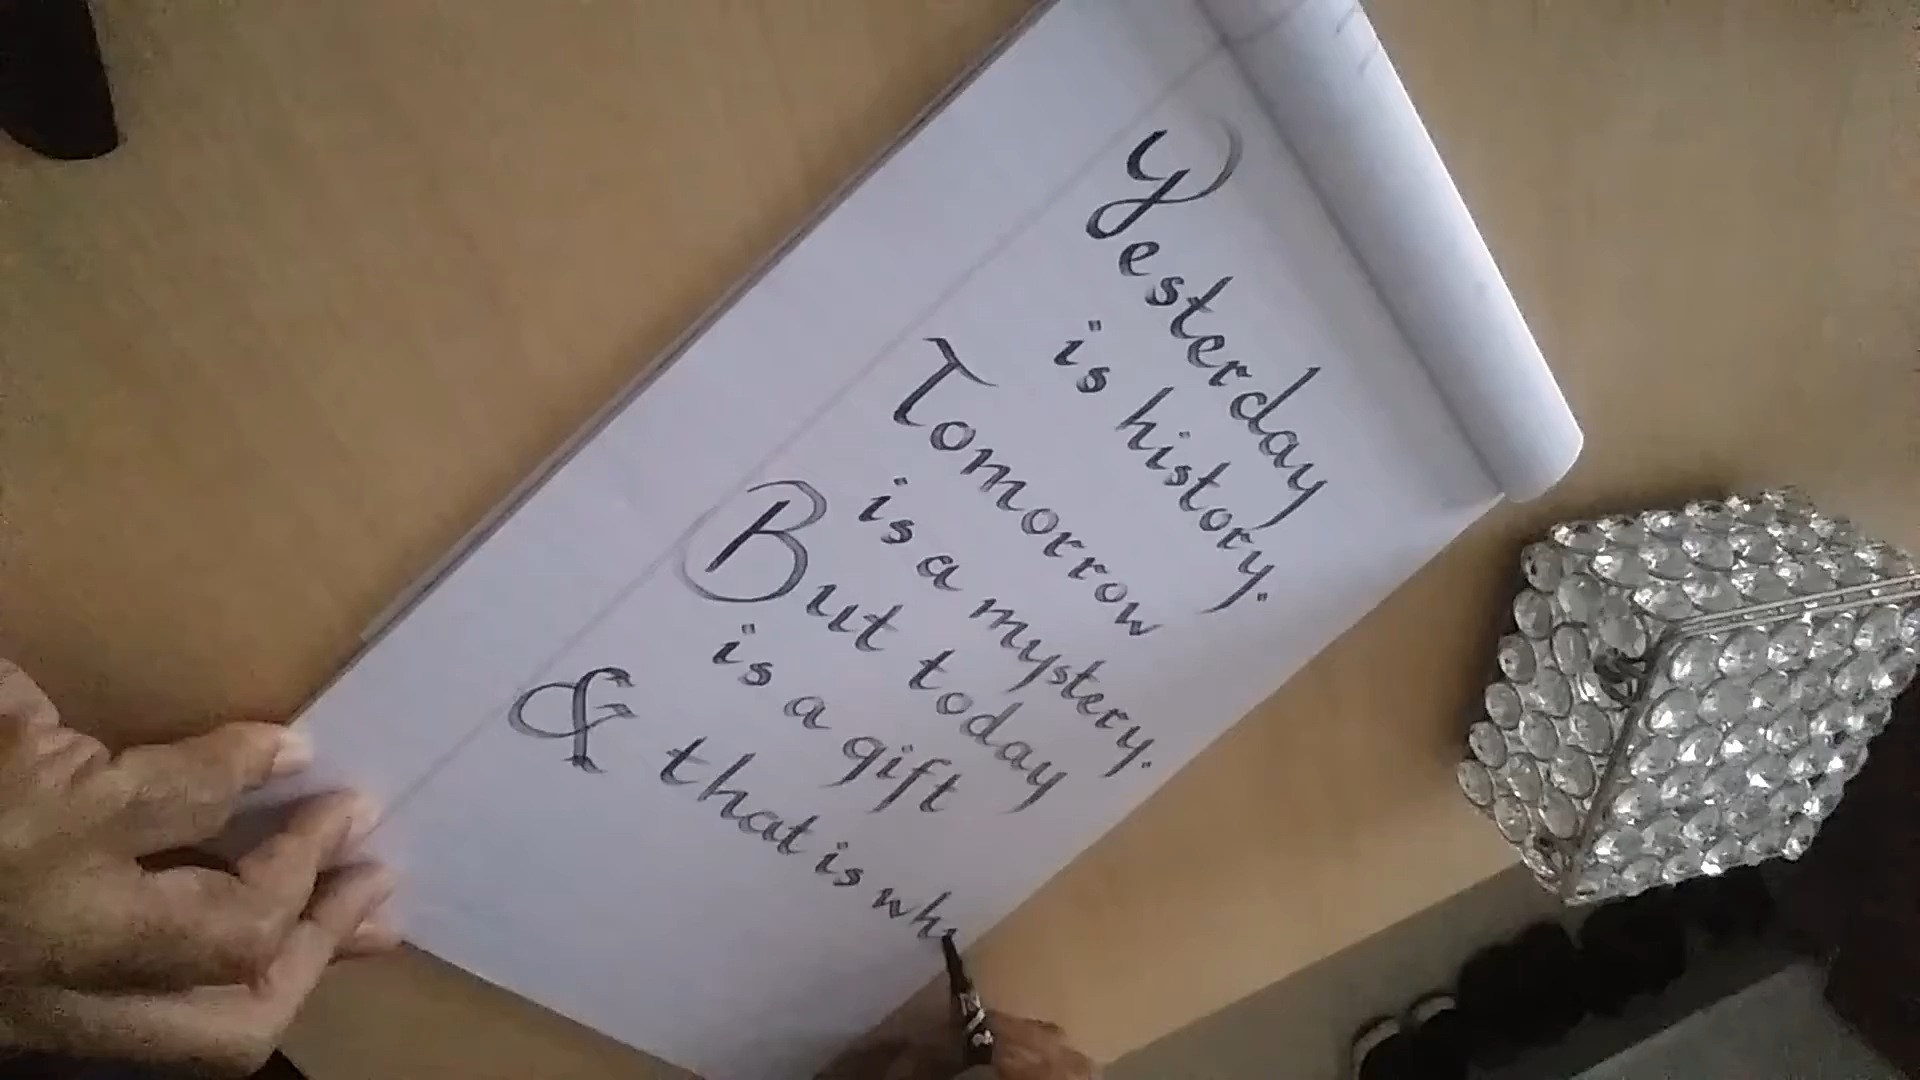 Yesterday
is history.
Tomorrow
is a mystery.
But today
is a gift
& that is wh